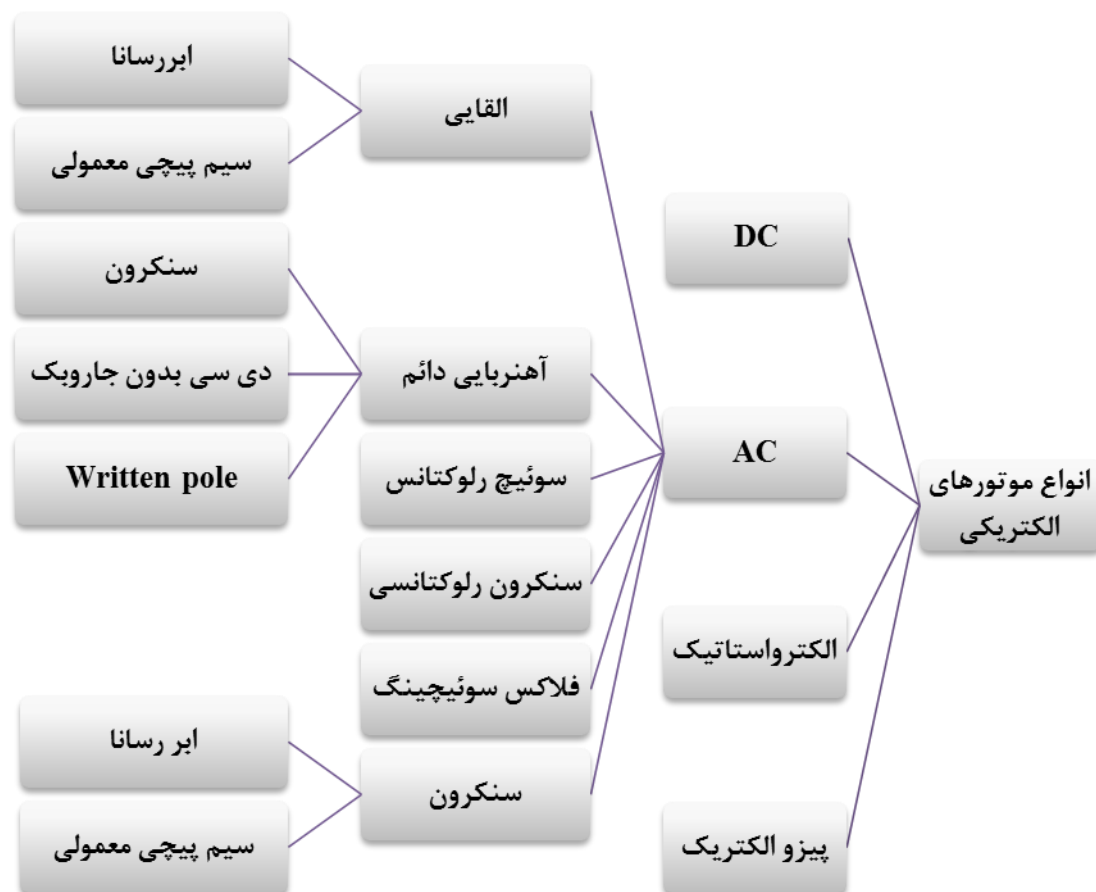 انواع موتورهای
الکتریکی
DC
AC
الکترواستاتیک
پیزو الکتریک
القایی
آهنربایی دائم
سوئیچ رلوکتانس
سنکرون رلوکتانسی
فلاکس سوئیچینگ
سنکرون
ابررسانا
سیم پیچی معمولی
سنکرون
دی سی بدون جاروبک
Written pole
ابر رسانا
سیم پیچی معمولی